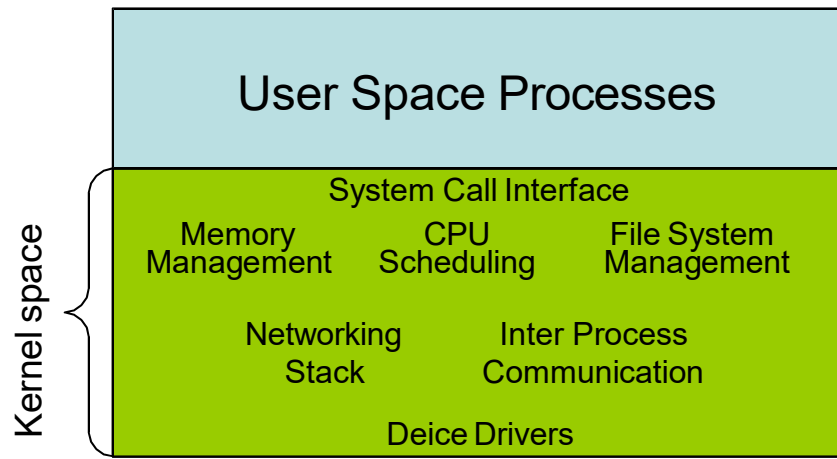 User Space Processes
System Call Interface
Memory
Management
CPU
Scheduling
File System
Management
Networking
Stack
Inter Process
Communication
Deice Drivers
Kernel space